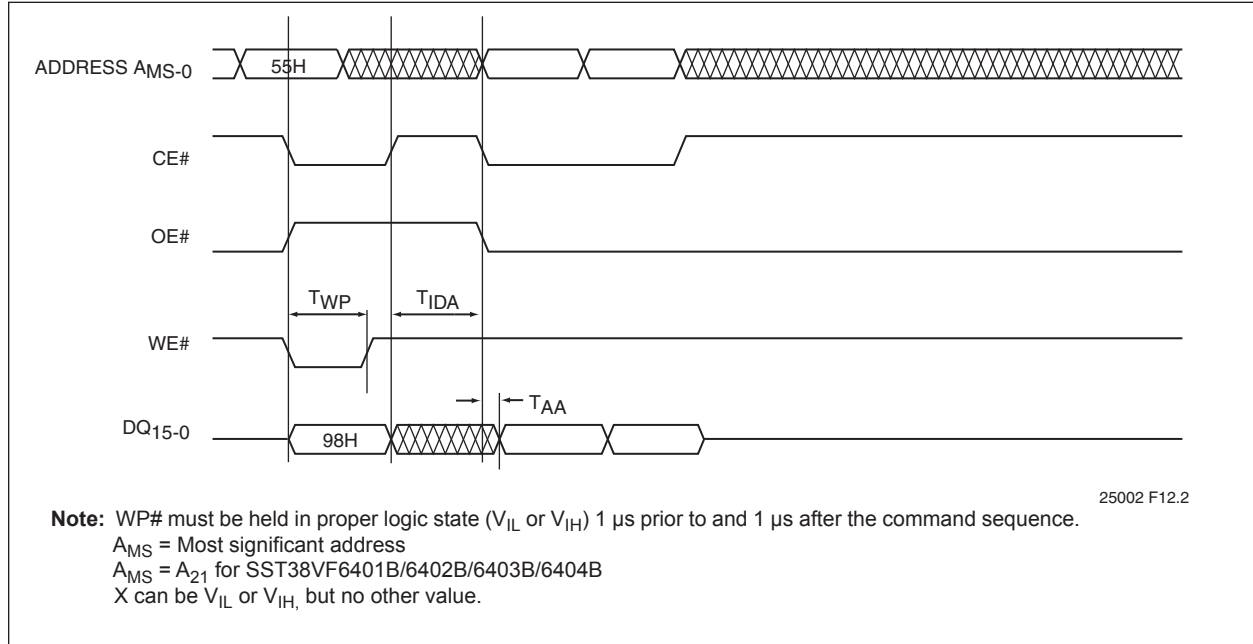 ADDRESS AMS-0
55H
CE#
OE#
TWP
TIDA
WE#
TAA
DQ15-0
98H
25002 F12.2
Note: WP# must be held in proper logic state (VIL or VIH) 1 µs prior to and 1 µs after the command sequence.
AMS = Most significant address
AMS = A21 for SST38VF6401B/6402B/6403B/6404B
X can be VIL or VIH, but no other value.